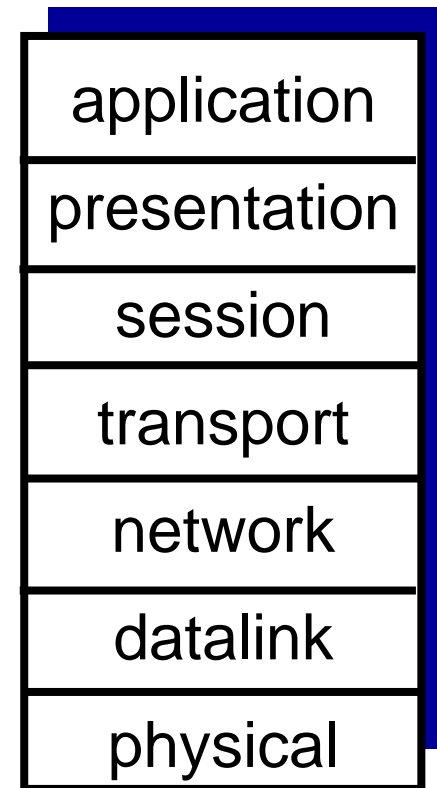 application
presentation
session
transport
network
datalink
physical